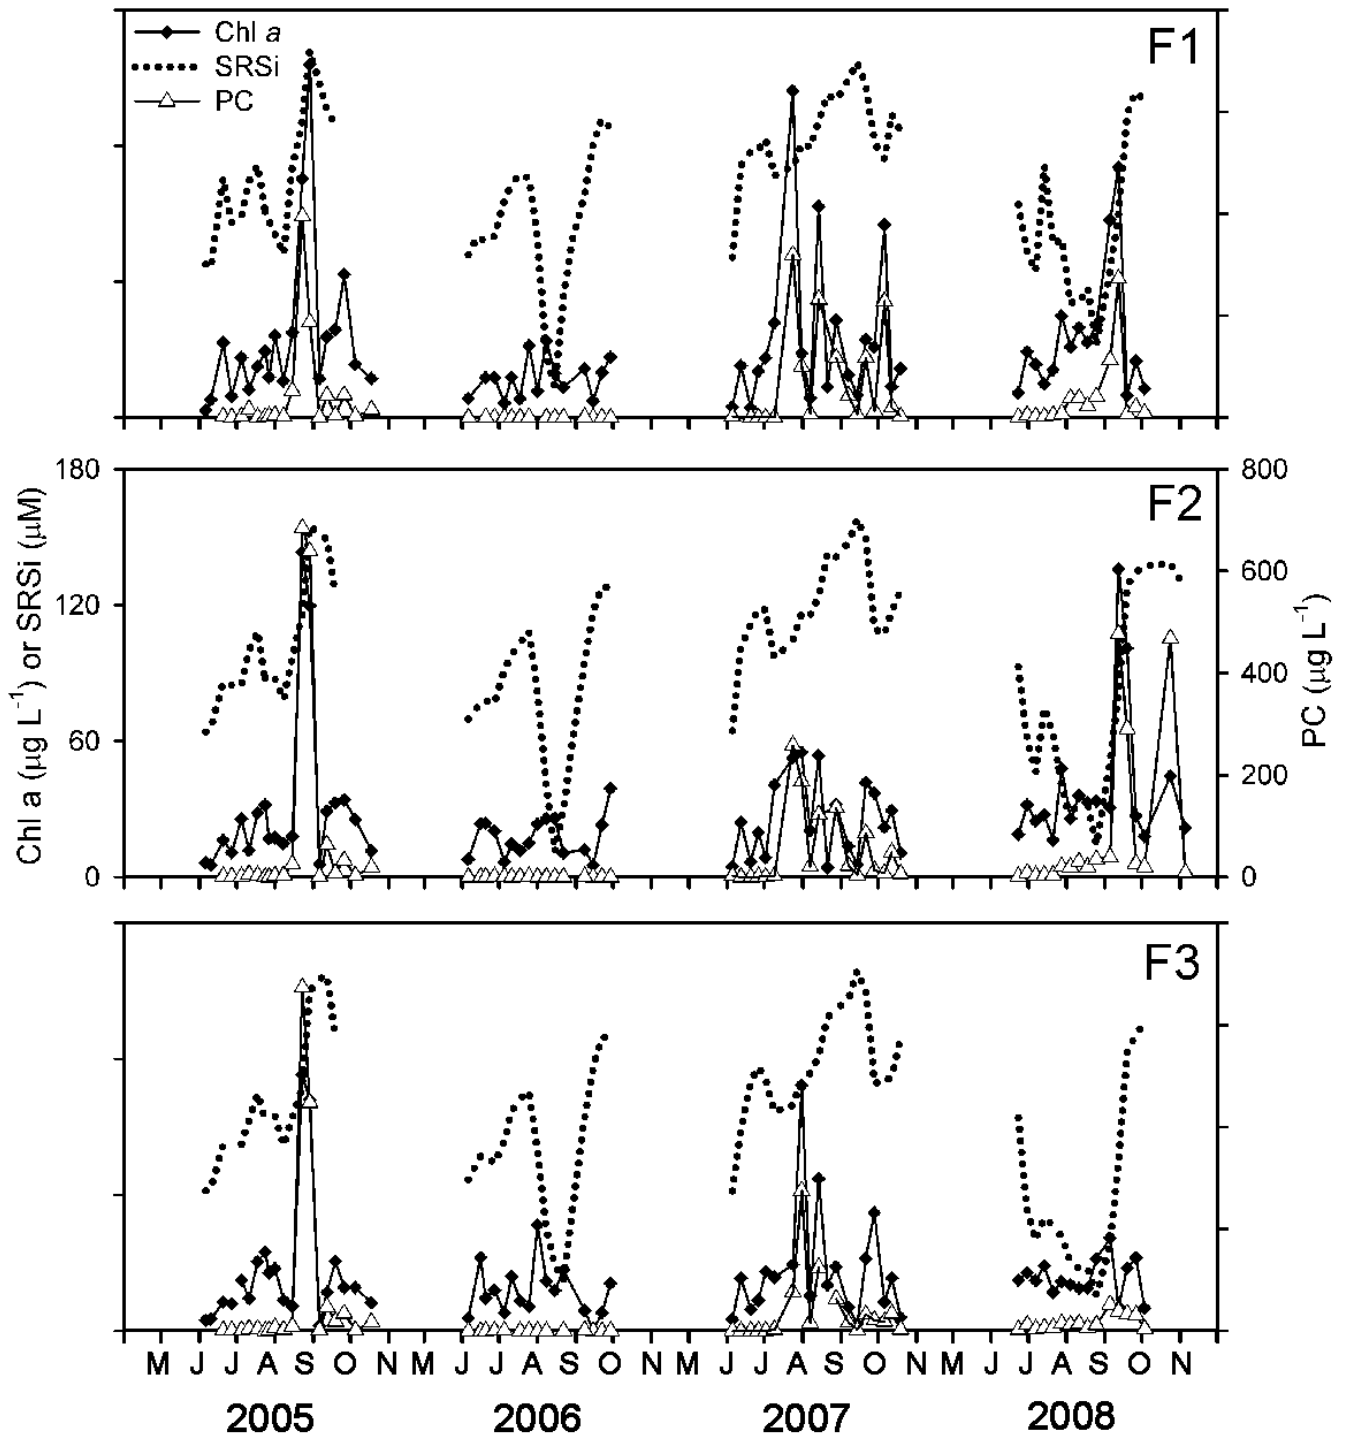 Chl a
SRSi
PC
F1
180
120
60
0
Chl a (µg L⁻¹) or SRSi (µM)
F2
800
600
400
200
0
PC (µg L⁻¹)
F3
M J J A S O N M J J A S O N M J J A S O N M J J A S O N
2005 2006 2007 2008